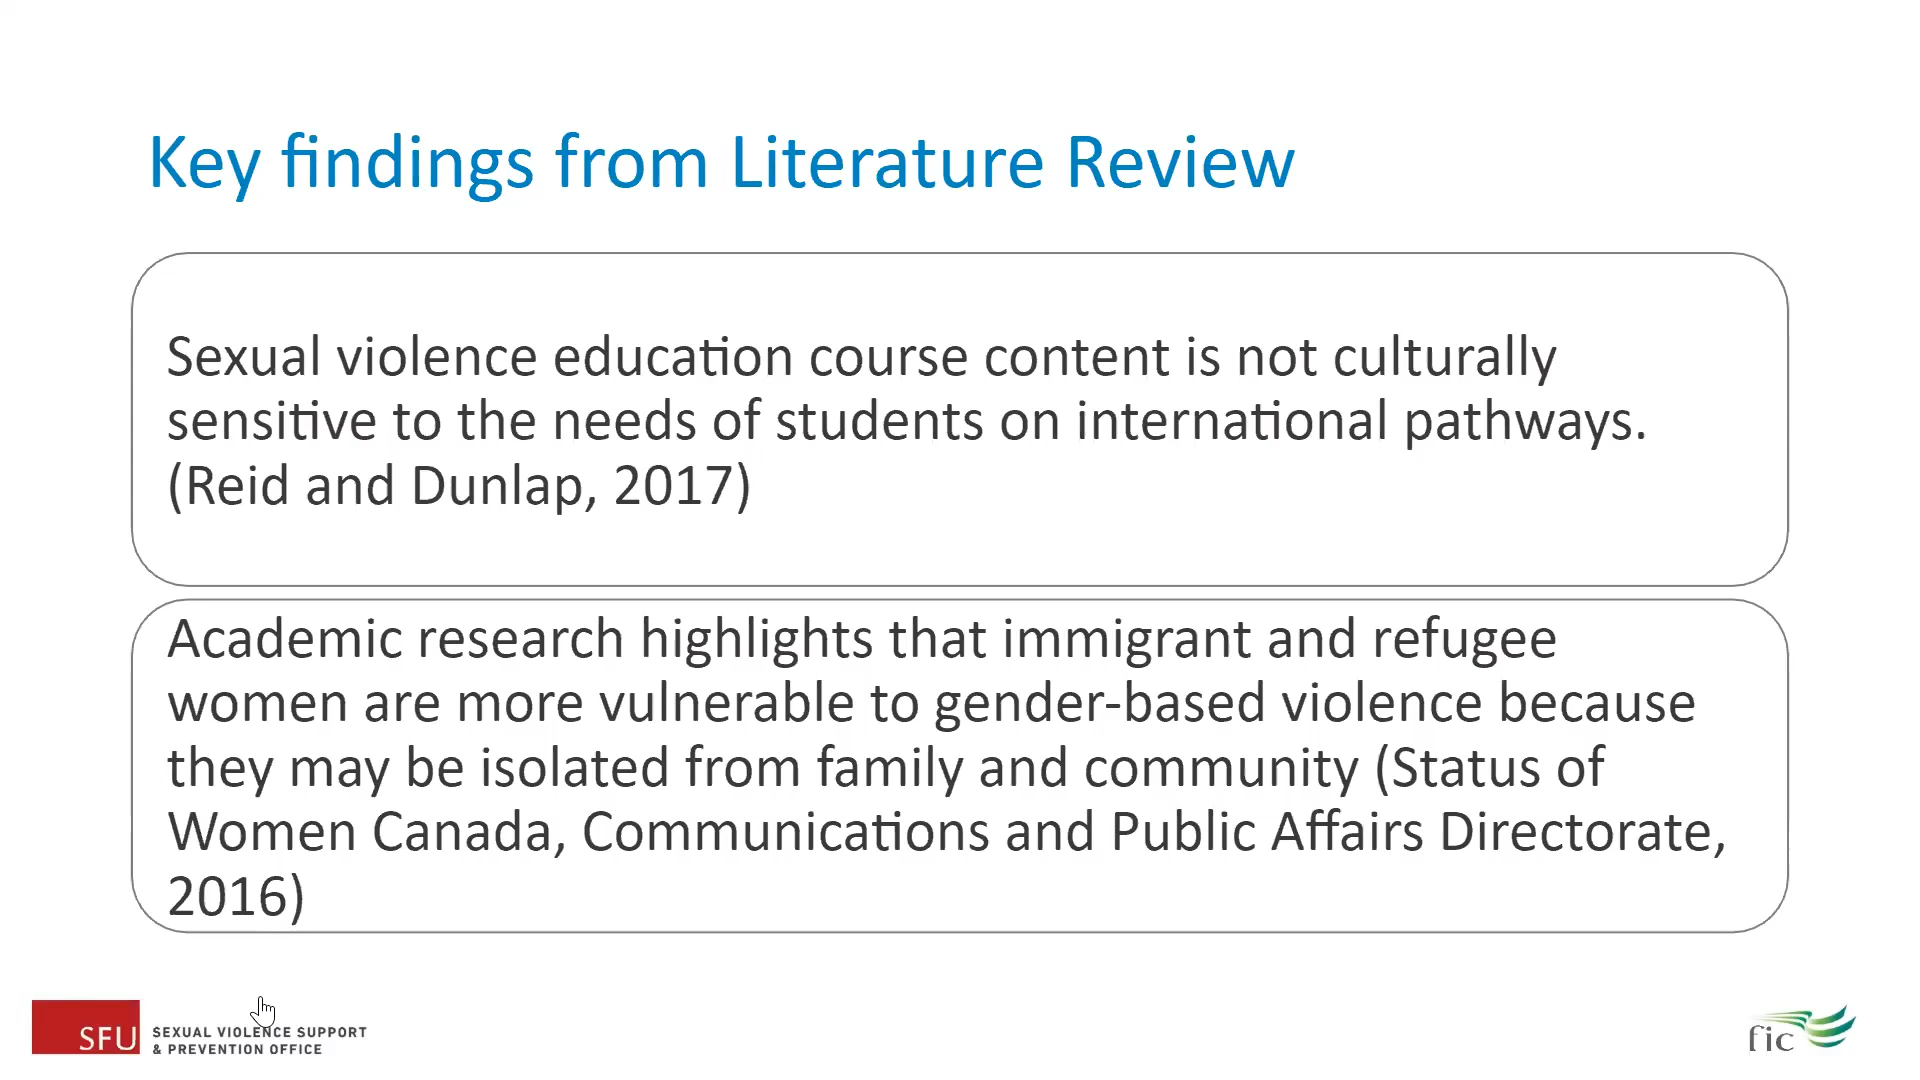 Key findings from Literature Review
Sexual violence education course content is not culturally
sensitive to the needs of students on international pathways.
(Reid and Dunlap, 2017)
Academic research highlights that immigrant and refugee
women are more vulnerable to gender-based violence because
they may be isolated from family and community (Status of
Women Canada, Communications and Public Affairs Directorate,
2016)
SFU
SEXUAL VIOLENCE SUPPORT
& PREVENTION OFFICE
fic